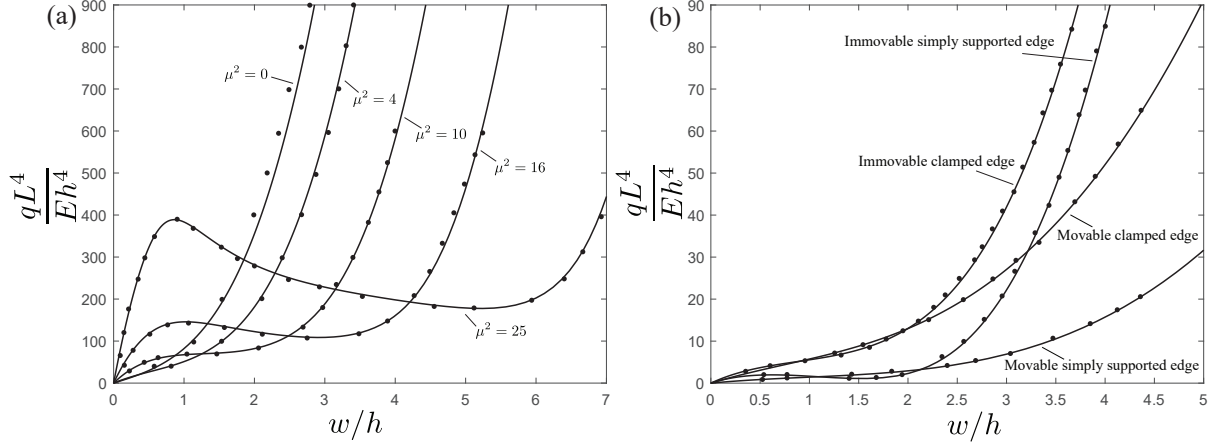 (a)
900
800
700
600
500
400
300
200
100
0
qL⁴
Eh⁴
μ² = 0
μ² = 4
μ² = 10
μ² = 16
μ² = 25
0 1 2 3 4 5 6 7
w/h
(b)
90
80
70
60
50
40
30
20
10
0
qL⁴
Eh⁴
Immovable simply supported edge
Immovable clamped edge
Movable clamped edge
Movable simply supported edge
0 0.5 1 1.5 2 2.5 3 3.5 4 4.5 5
w/h